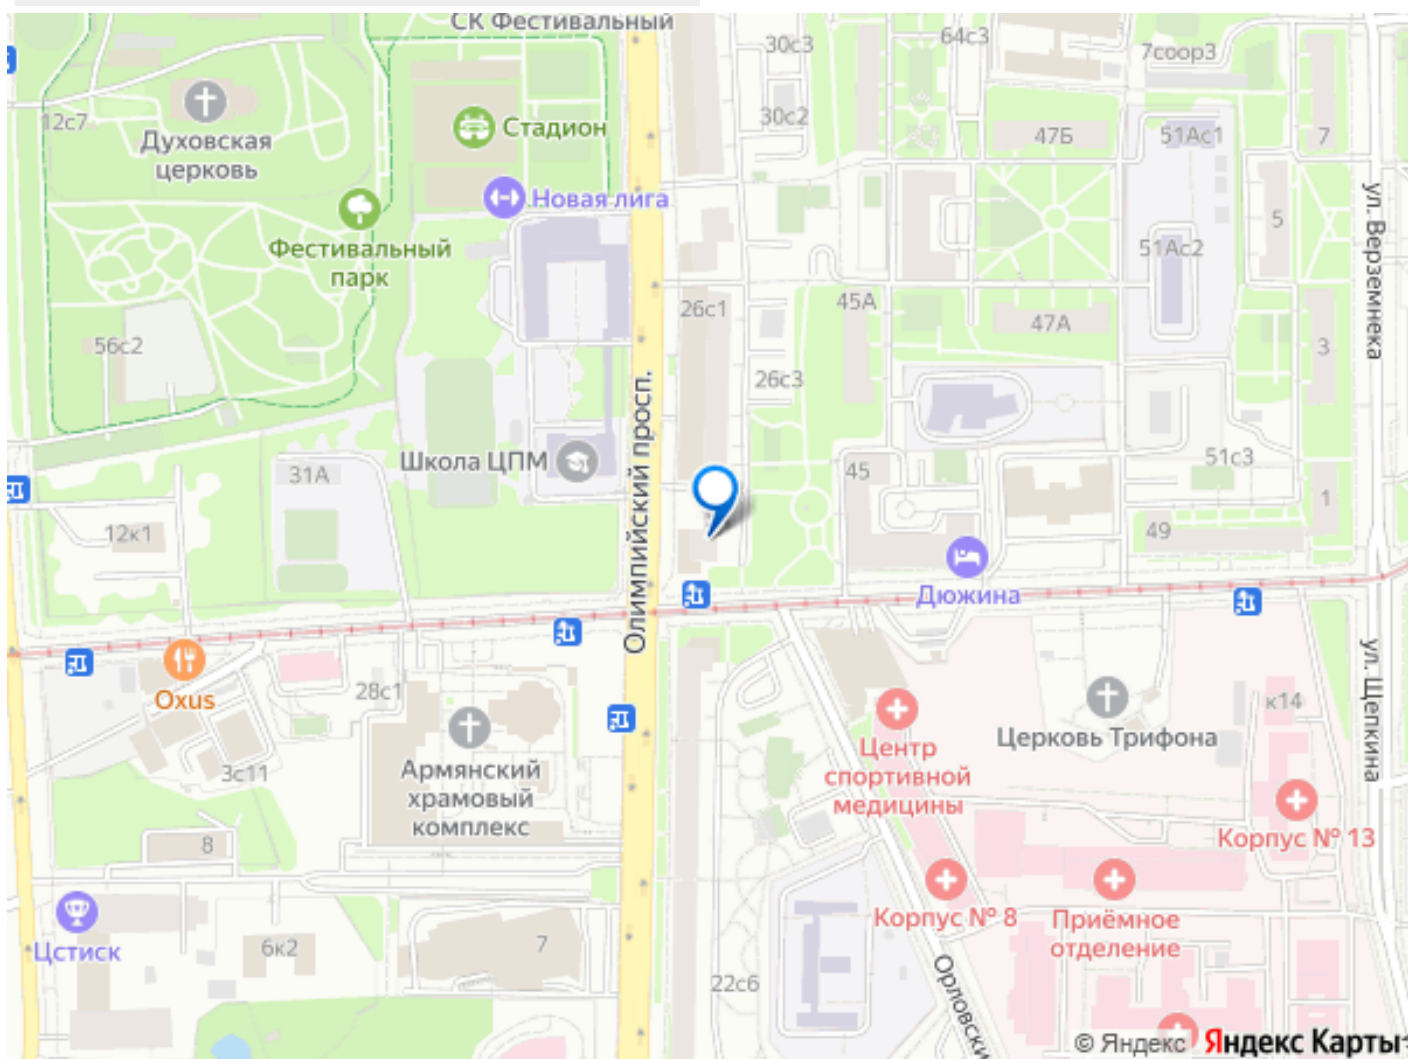 СК Фестивальный
30с3
64с3
7соор3
12с7
Духовская
церковь
Стадион
30с2
47Б
51Ас1
7
Новая лига
Фестивальный
парк
5
51Ас2
ул. Верземнека
26с1
45А
47А
56с2
3
26с3
Олимпийский просп.
Школа ЦПМ
31А
45
51с3
1
12к1
49
Дюжина
Oxus
28с1
Армянский
храмовый
комплекс
3с11
Центр
спортивной
медицины
Церковь Трифона
к14
ул. Щепкина
8
Корпус № 13
Корпус № 8
Приёмное
отделение
Цстиск
6к2
7
22с6
Орловски
© Яндекс Яндекс Карты